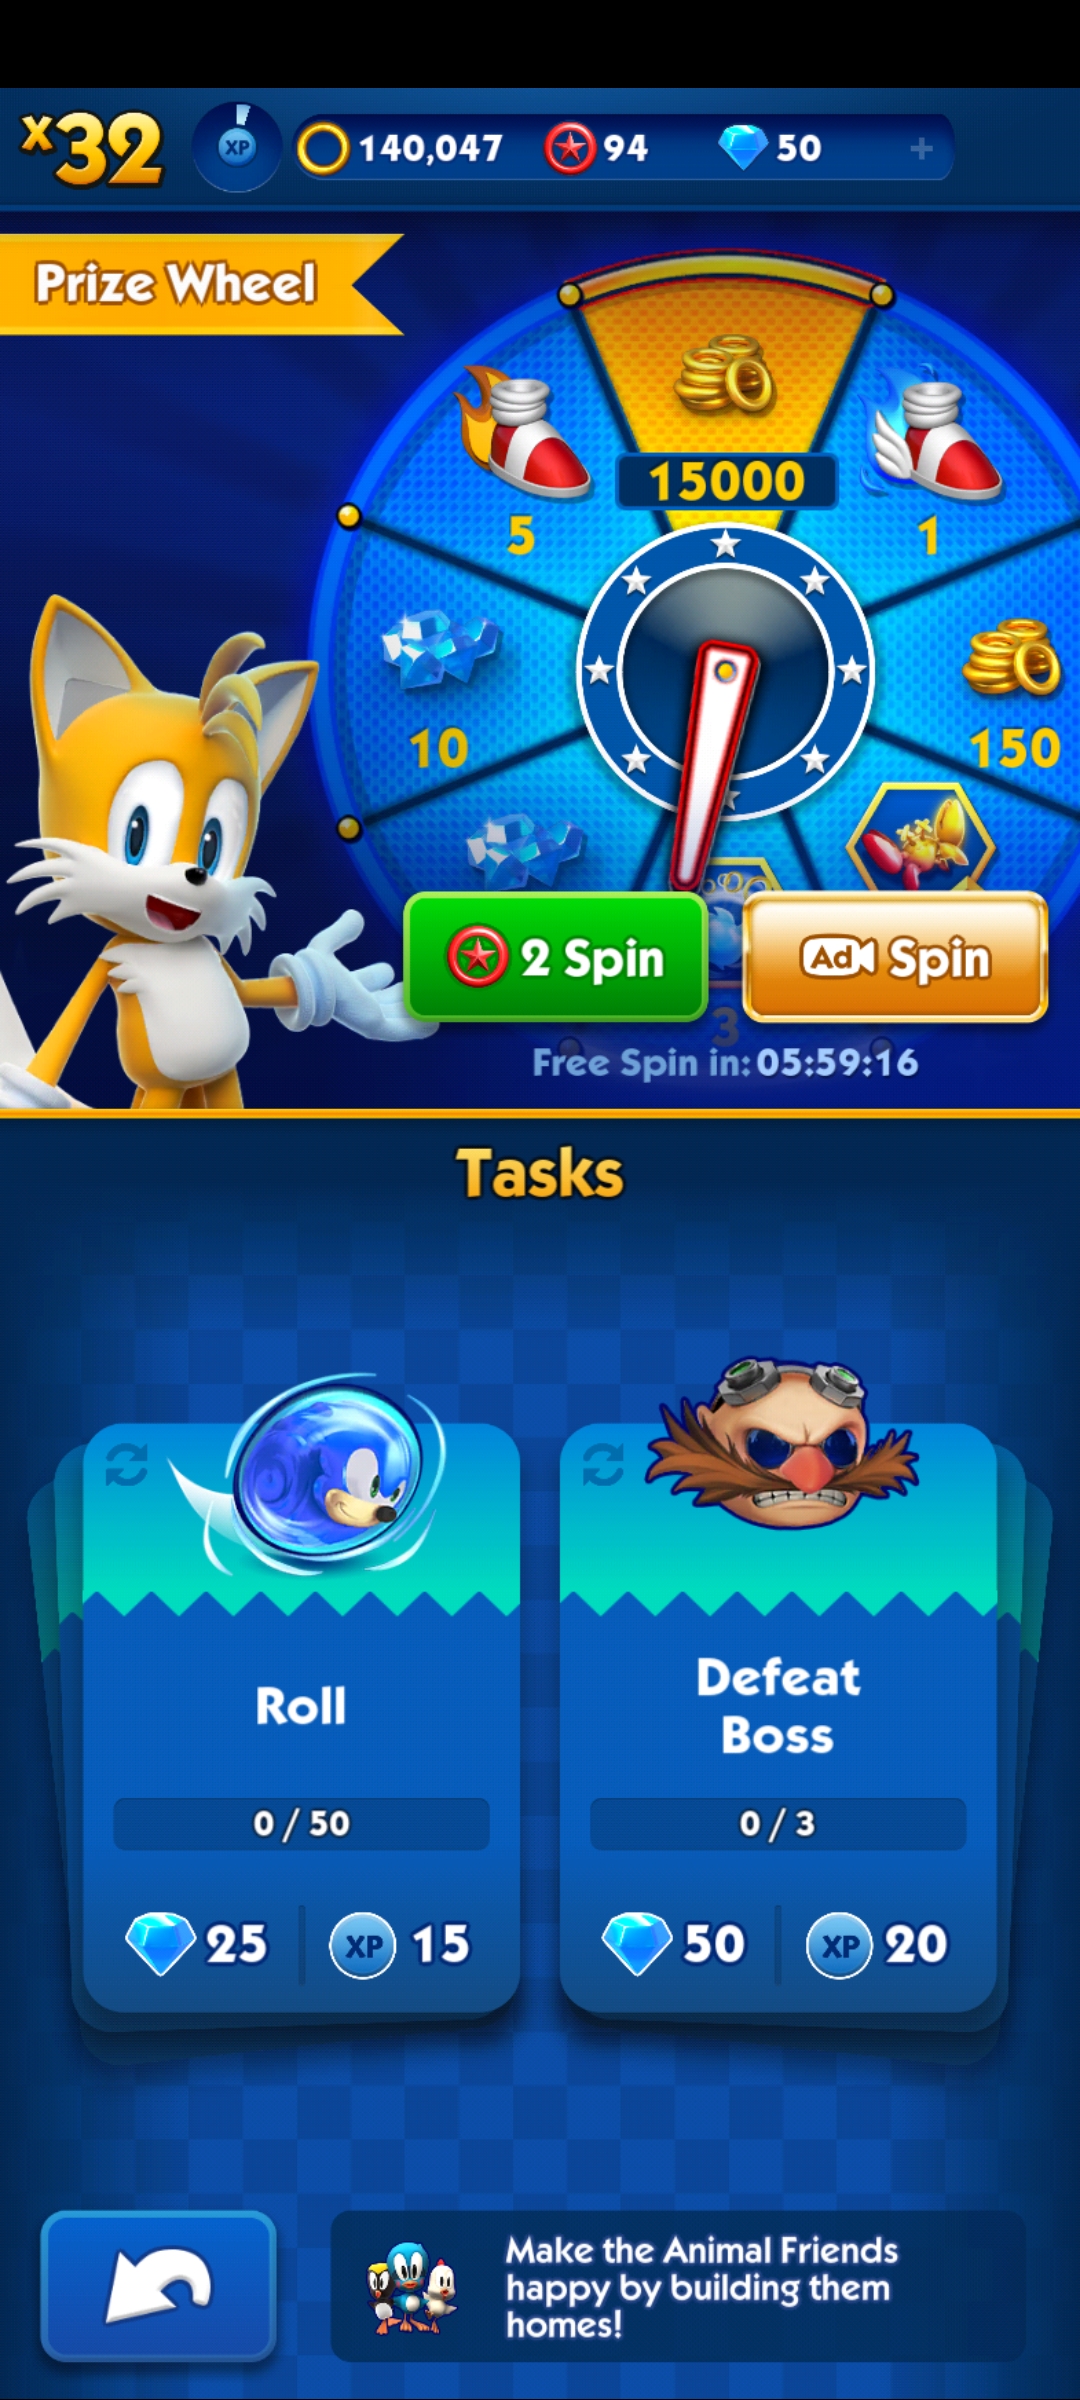 x32
XP
140,047
94
50
+
Prize Wheel
15000
5
1
10
150
2 Spin
Ad Spin
3
Free Spin in: 05:59:16
Tasks
Roll
0 / 50
25
XP 15
Defeat
Boss
0 / 3
50
XP 20
Make the Animal Friends
happy by building them
homes!